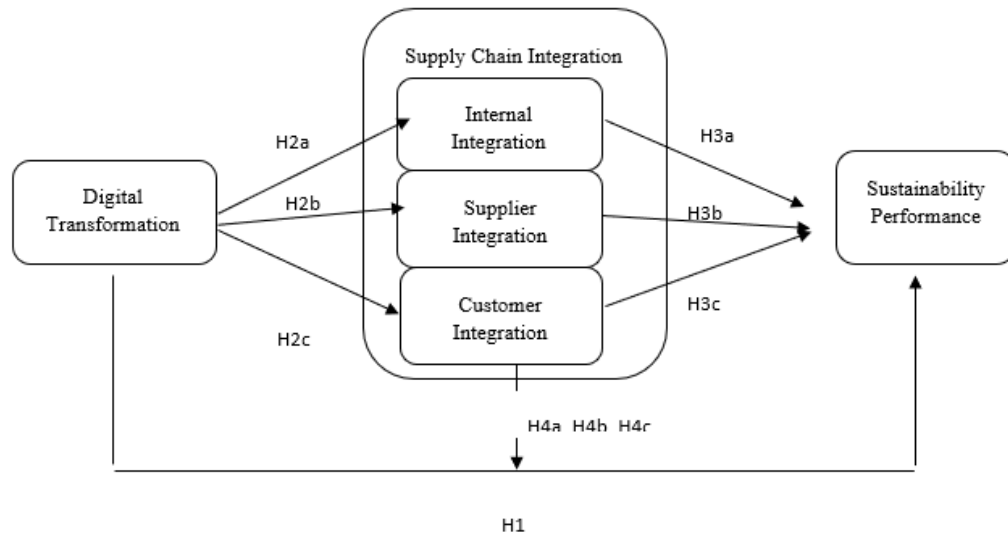 Supply Chain Integration
Internal
Integration
H2a
H3a
Digital
Transformation
H2b
Supplier
Integration
H3b
Sustainability
Performance
H2c
Customer
Integration
H3c
H4a H4b H4c
H1